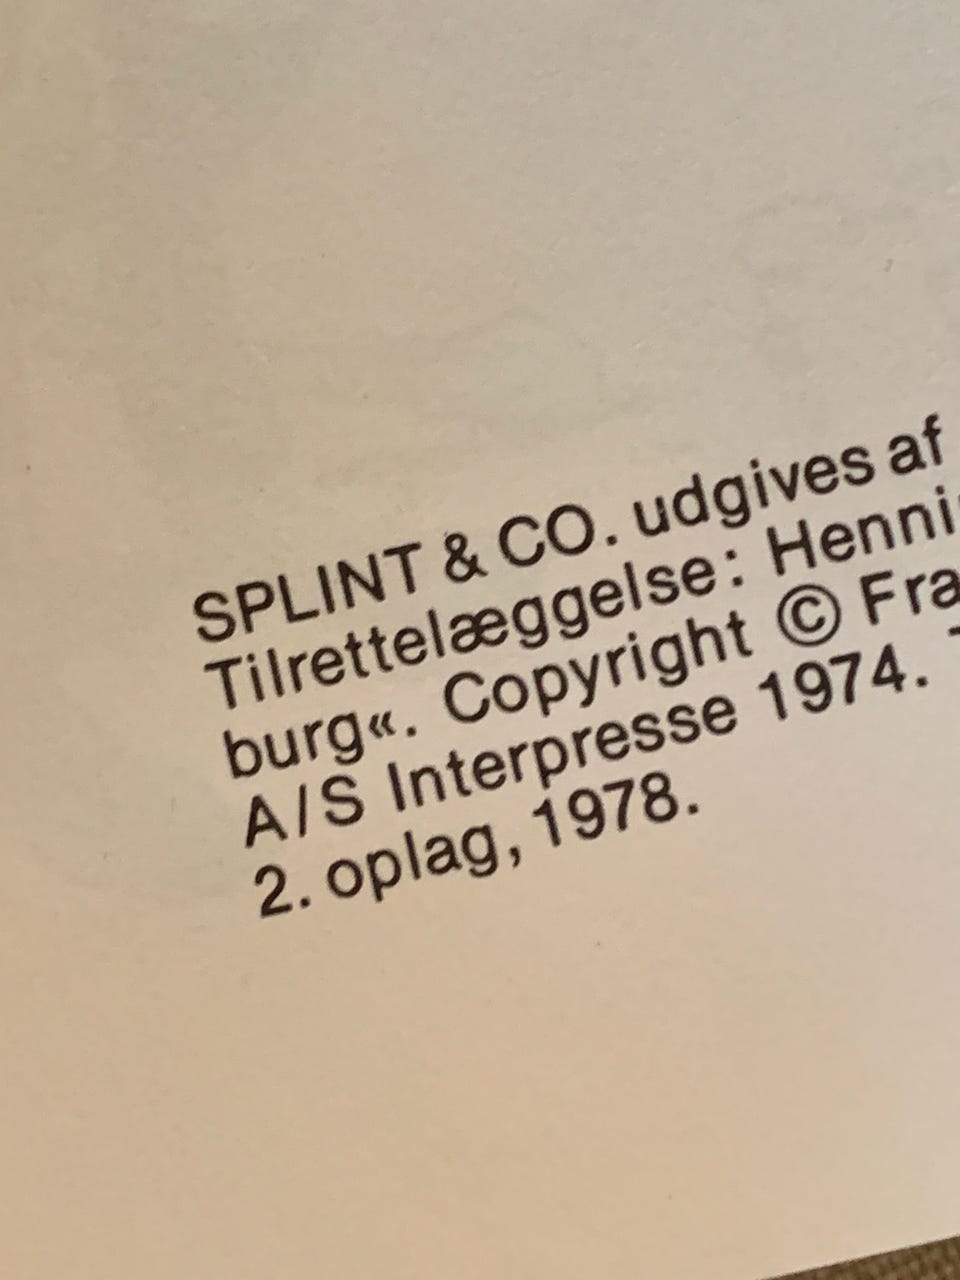 SPLINT & CO. udgives af
Tilrettelæggelse: Henni
burg«. Copyright © Fra
A/S Interpresse 1974.
2. oplag, 1978.